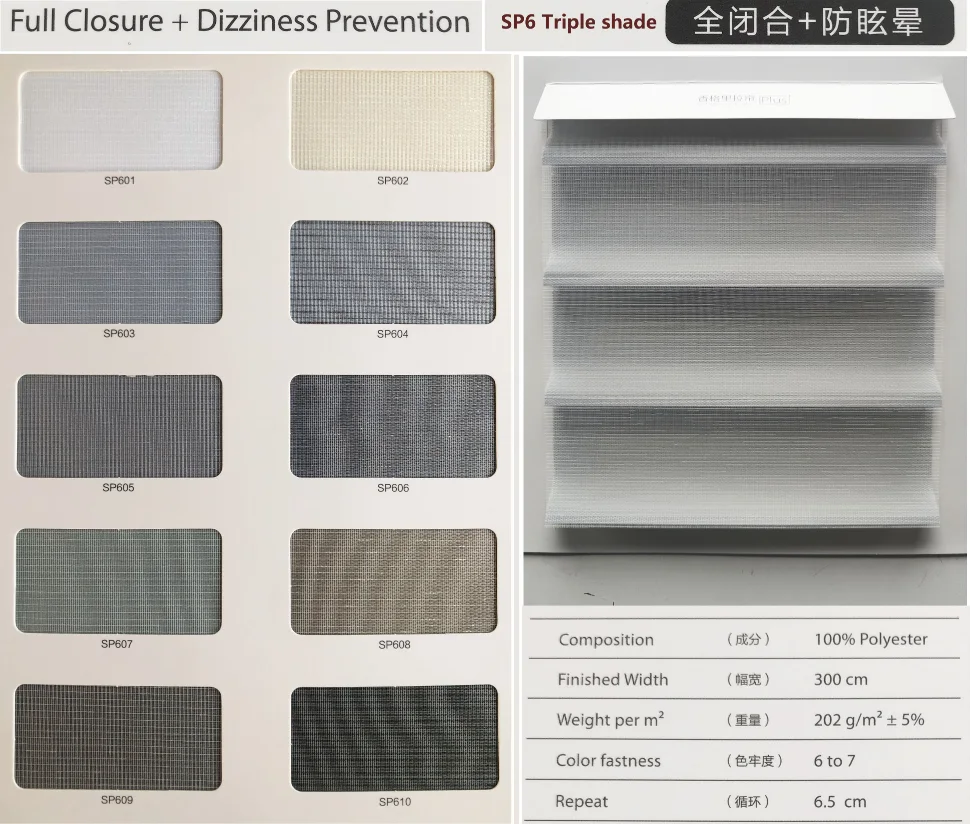 Full Closure + Dizziness Prevention
SP6 Triple shade
全闭合+防眩晕
SP601
SP602
SP603
SP604
SP605
SP606
SP607
SP608
SP609
SP610
Composition （成分） 100% Polyester
Finished Width （幅宽） 300 cm
Weight per m² （重量） 202 g/m² ± 5%
Color fastness （色牢度） 6 to 7
Repeat （循环） 6.5 cm